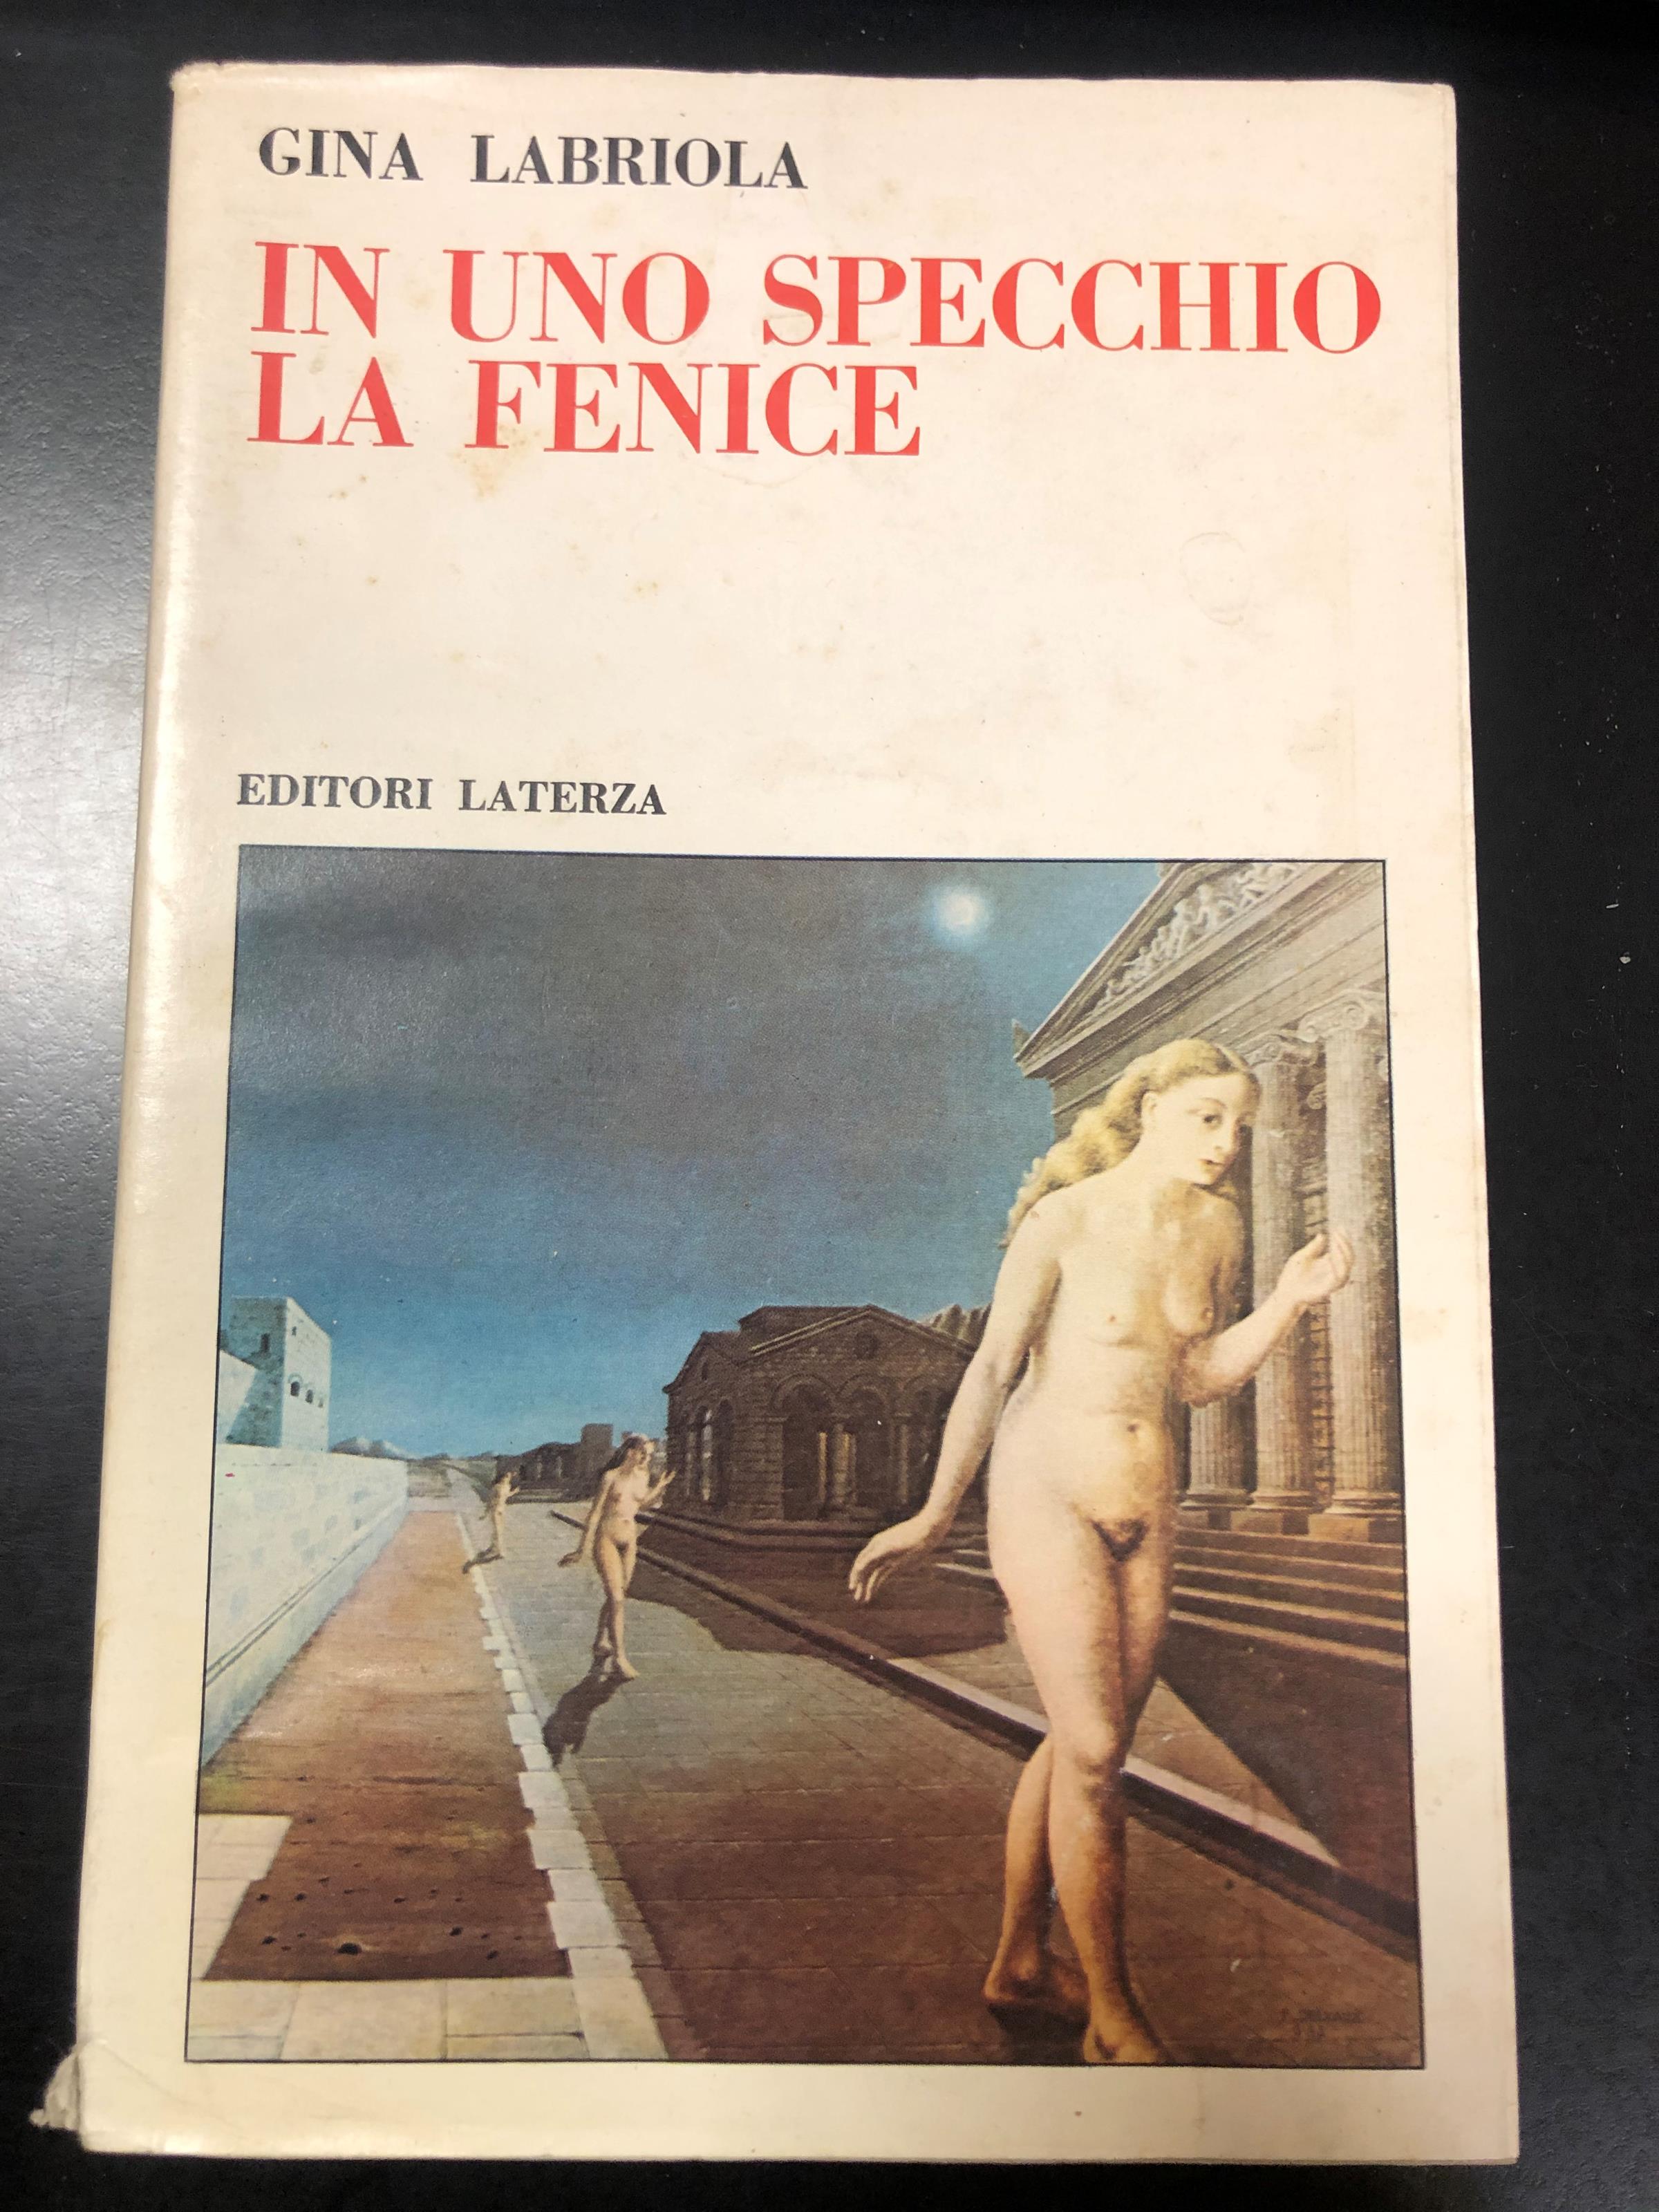 GINA LABRIOLA
IN UNO SPECCHIO
LA FENICE
EDITORI LATERZA